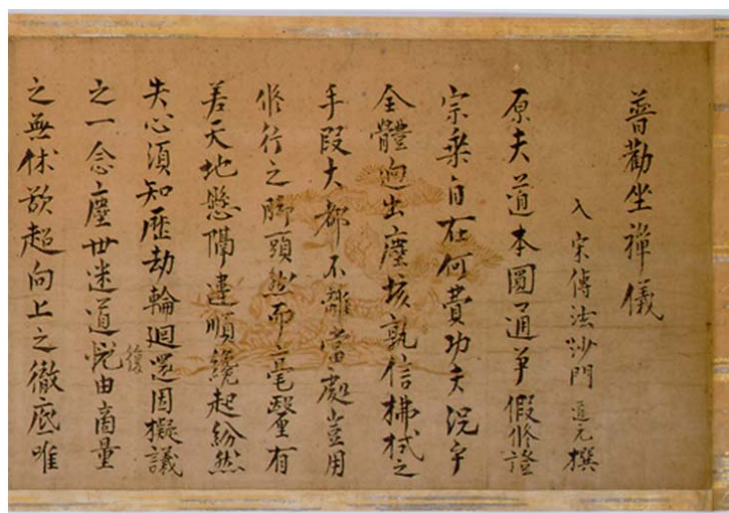 普勸坐禪儀
入宋傳法沙門 道元 撰
原夫道本圓通爭假修證
宗乘自在何費功夫況乎
全體逈出塵埃孰信拂拭之
手段大都不離當處豈用
修行之脚頭然而毫釐有
差天地懸隔違順纔起紛然
失心須知歷劫輪廻還因擬議
復
之一念塵世迷道由商量
之無休欲超向上之徹底唯